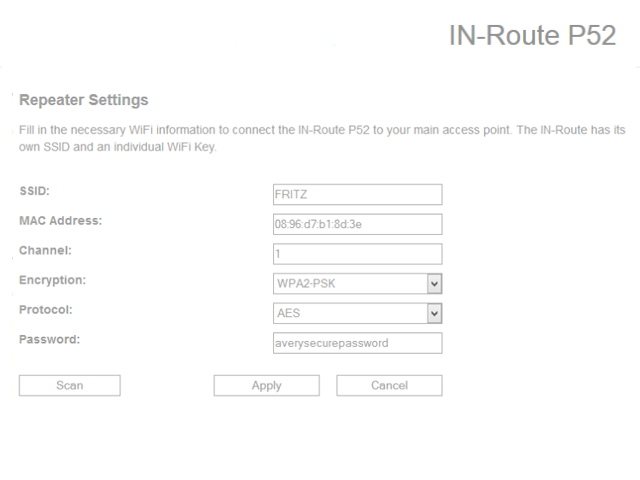 IN-Route P52
Repeater Settings
Fill in the necessary WiFi information to connect the IN-Route P52 to your main access point. The IN-Route has its
own SSID and an individual WiFi Key.
SSID: FRITZ
MAC Address: 08:96:d7:b1:8d:3e
Channel: 1
Encryption: WPA2-PSK
Protocol: AES
Password: averysecurepassword
Scan Apply Cancel